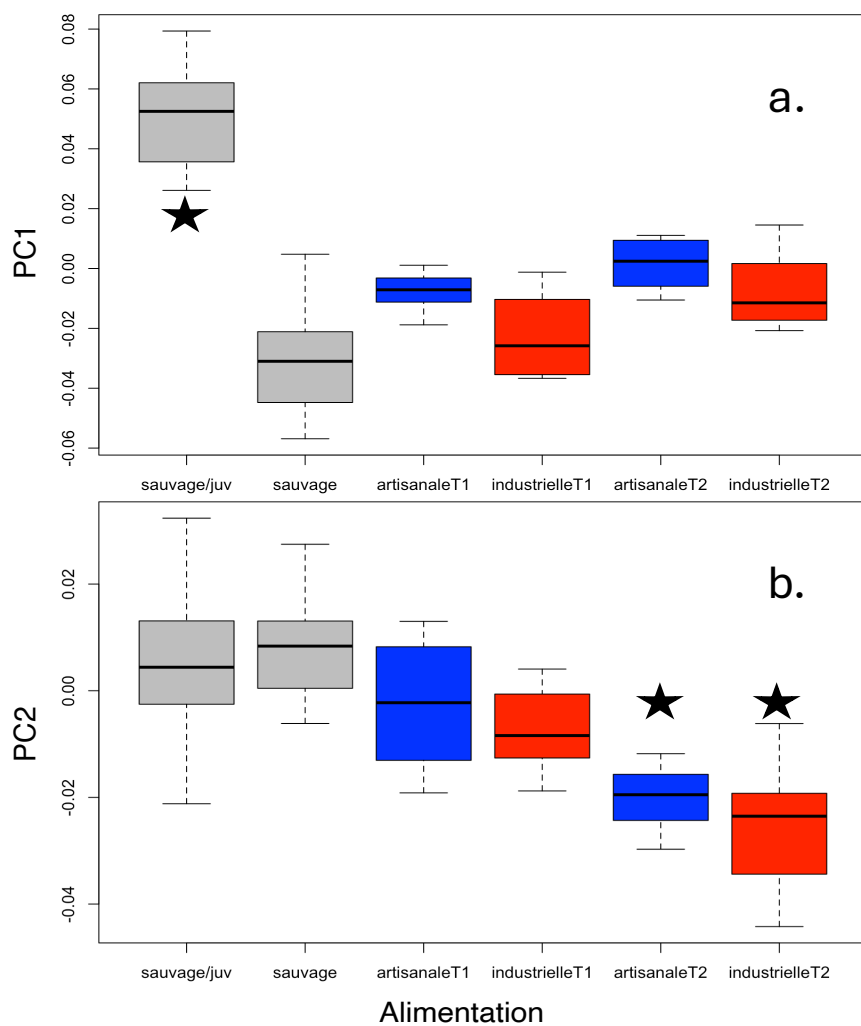 0.08
0.06
0.04
0.02
0.00
-0.02
-0.04
-0.06
PC1
a.
sauvage/juv sauvage artisanaleT1 industrielleT1 artisanaleT2 industrielleT2
0.02
0.00
-0.02
-0.04
PC2
b.
sauvage/juv sauvage artisanaleT1 industrielleT1 artisanaleT2 industrielleT2
Alimentation